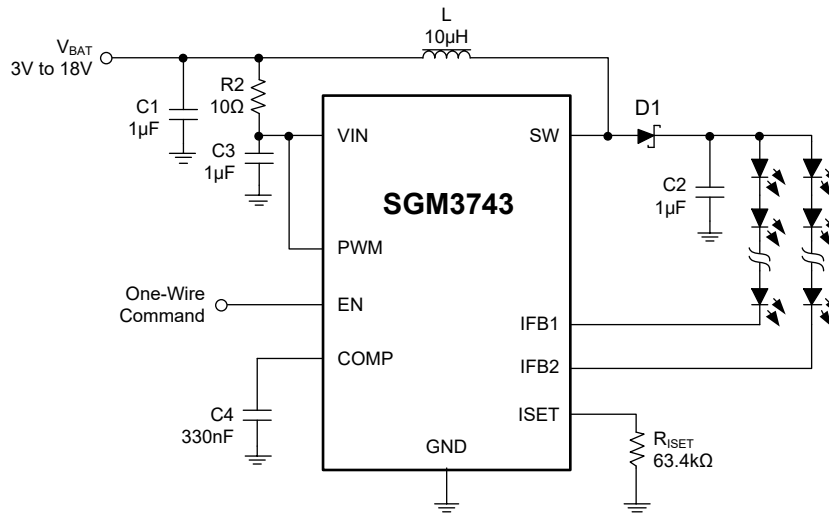 L
10µH
VBAT
3V to 18V
R2
10Ω
C1
1µF
D1
VIN
SW
C3
1µF
C2
1µF
SGM3743
PWM
One-Wire
Command
EN
IFB1
COMP
IFB2
C4
330nF
ISET
GND
RISET
63.4kΩ